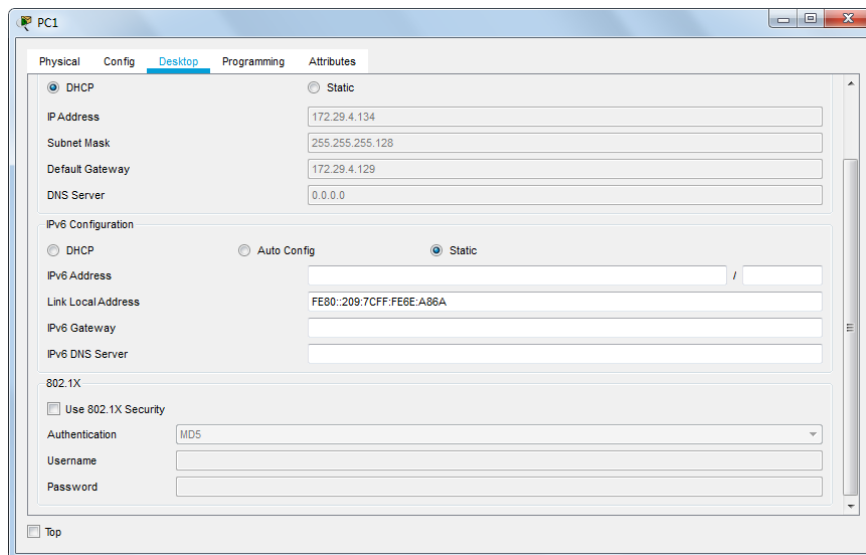 PC1
Physical Config Desktop Programming Attributes
DHCP Static
IP Address 172.29.4.134
Subnet Mask 255.255.255.128
Default Gateway 172.29.4.129
DNS Server 0.0.0.0
IPv6 Configuration
DHCP Auto Config Static
IPv6 Address /
Link Local Address FE80::209:7CFF:FE6E:A86A
IPv6 Gateway
IPv6 DNS Server
802.1X
Use 802.1X Security
Authentication MD5
Username
Password
Top